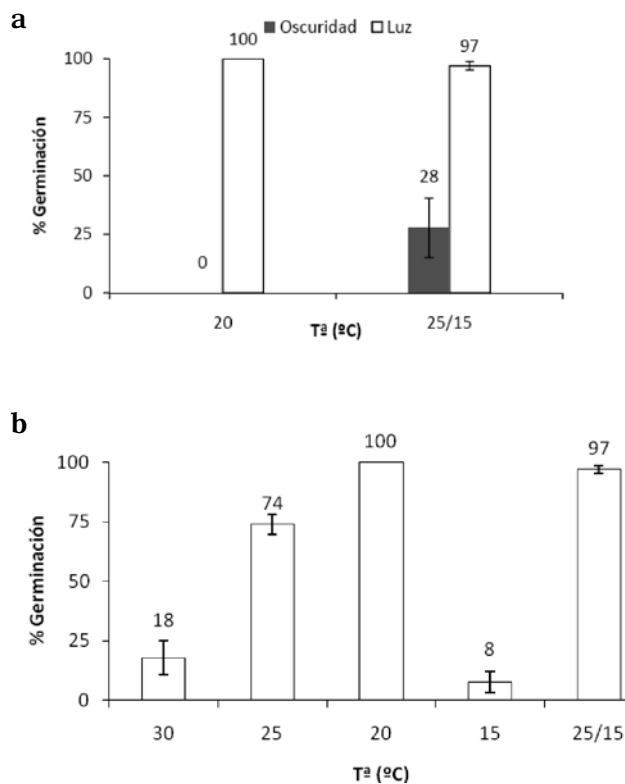 a
Oscuridad Luz
100 97
100
75
50
25
0
% Germinación
0
28
20 25/15
Tª (ºC)
b
100
75
50
25
0
% Germinación
18 74 100 8 97
30 25 20 15 25/15
Tª (ºC)